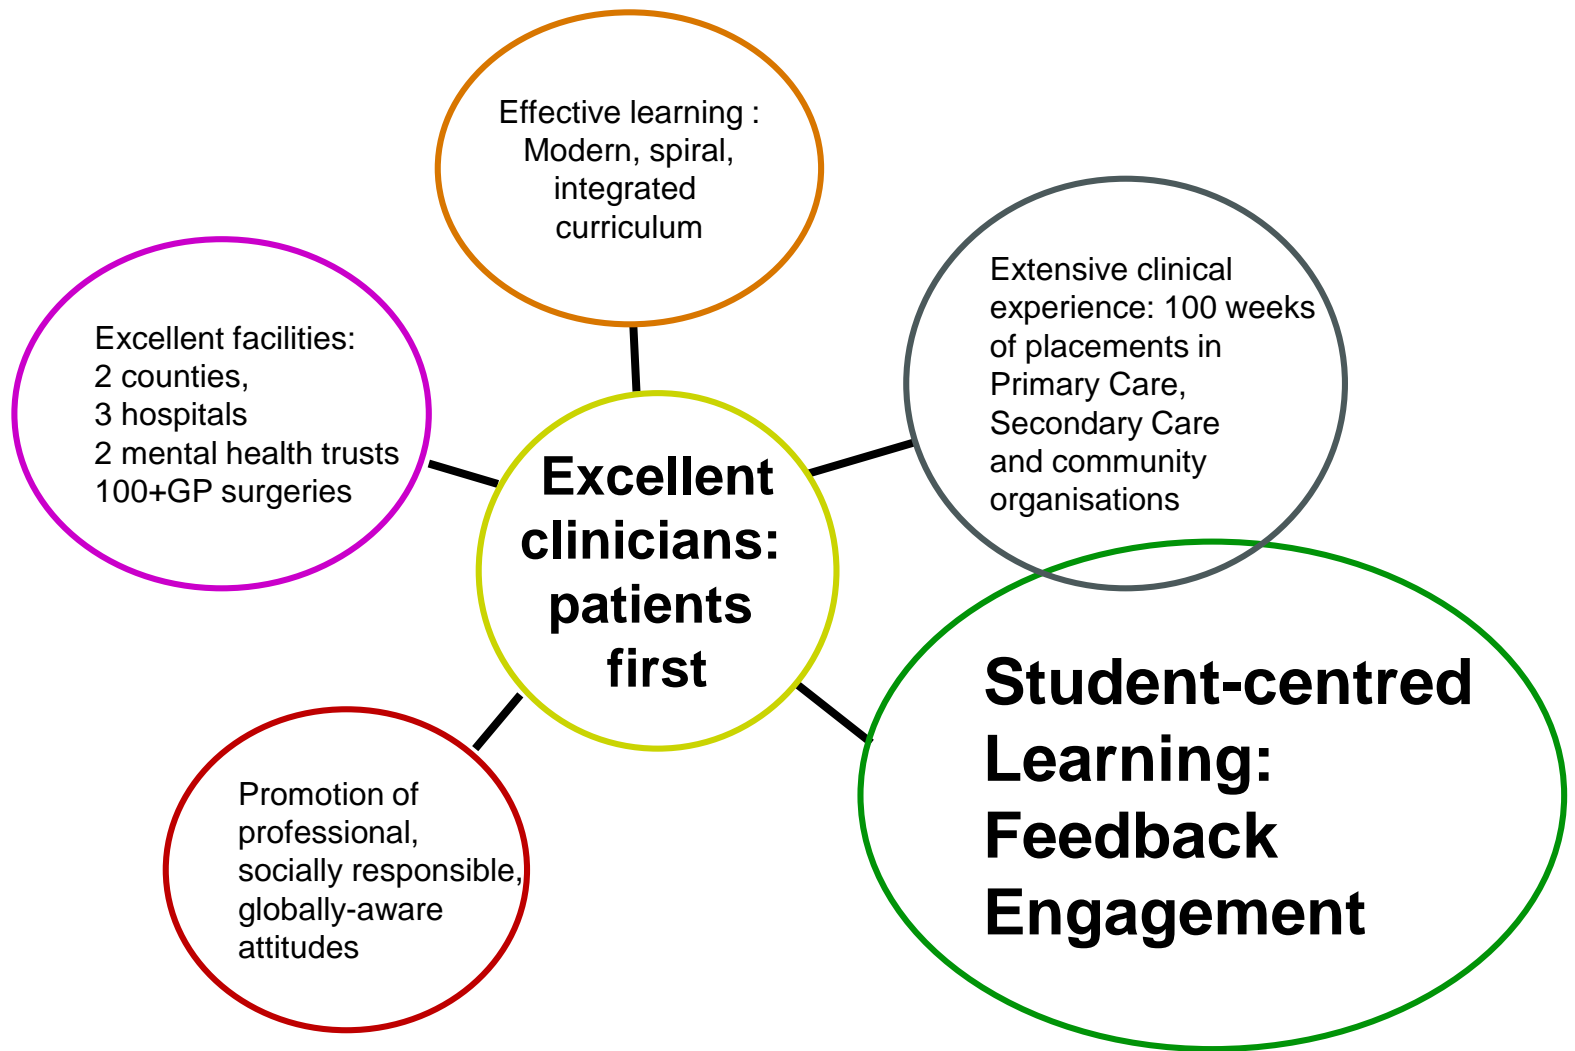 Effective learning :
Modern, spiral,
integrated
curriculum
Excellent facilities:
2 counties,
3 hospitals
2 mental health trusts
100+GP surgeries
Extensive clinical
experience: 100 weeks
of placements in
Primary Care,
Secondary Care
and community
organisations
Excellent
clinicians:
patients
first
Student-centred
Learning:
Feedback
Engagement
Promotion of
professional,
socially responsible,
globally-aware
attitudes